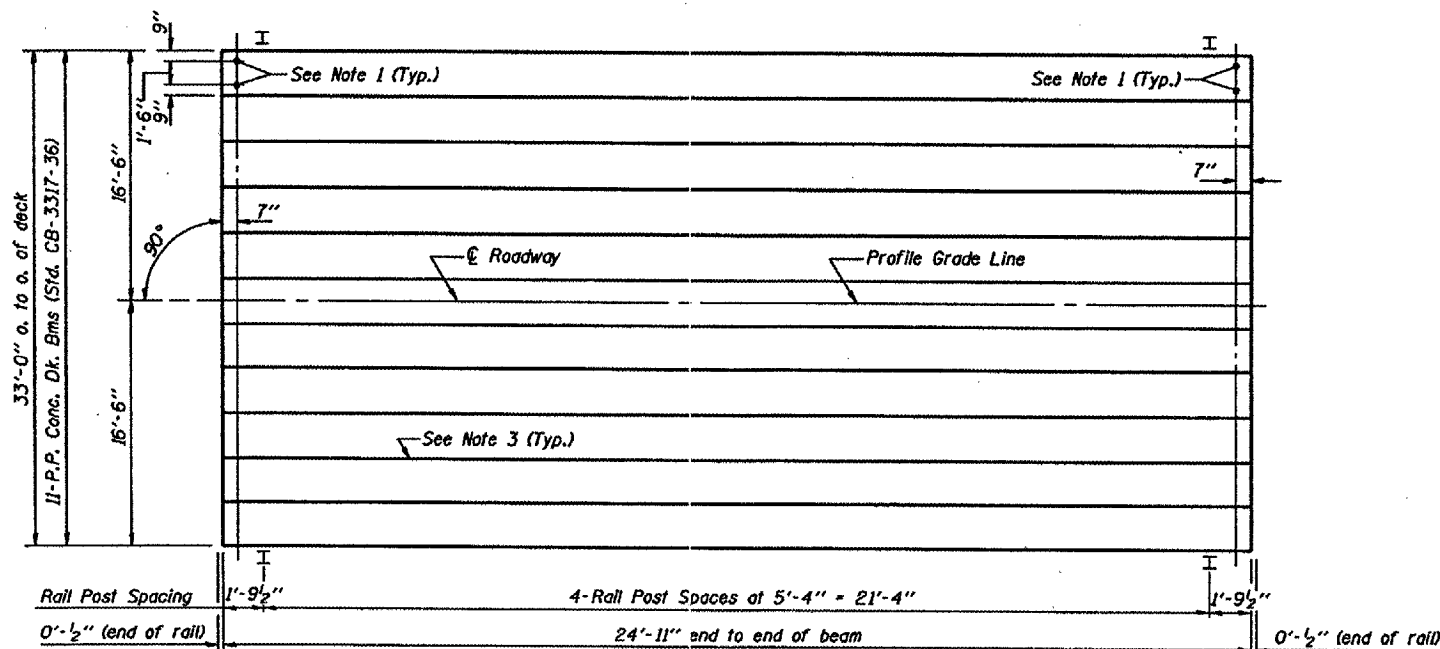 9"
See Note 1 (Typ.)
See Note 1 (Typ.)
1'-6"
9"
33'-0" o. to o. of deck
11-P.P. Conc. Dk. Bms (Std. CB-3317-36)
16'-6"
7"
7"
90°
℄ Roadway
Profile Grade Line
16'-6"
See Note 3 (Typ.)
Rail Post Spacing
1'-9½"
4-Rail Post Spaces at 5'-4" = 21'-4"
1'-9½"
0'-½" (end of rail)
24'-11" end to end of beam
0'-½" (end of rail)